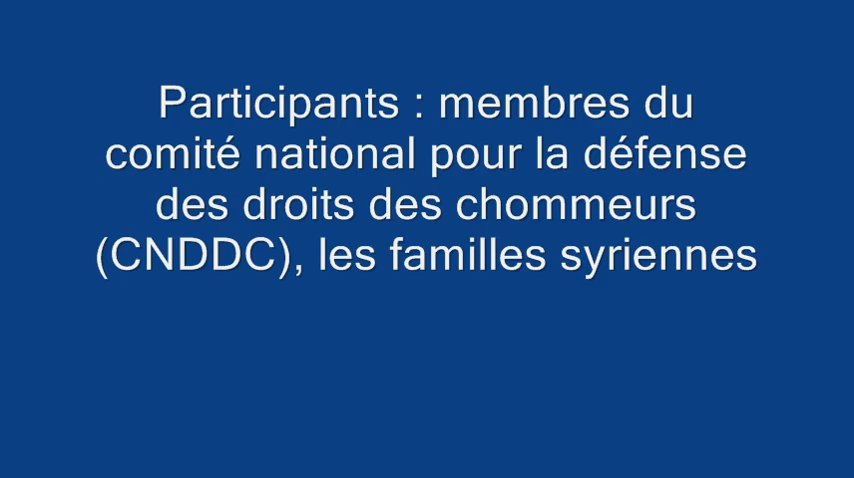 Participants : membres du
comité national pour la défense
des droits des chommeurs
(CNDDC), les familles syriennes